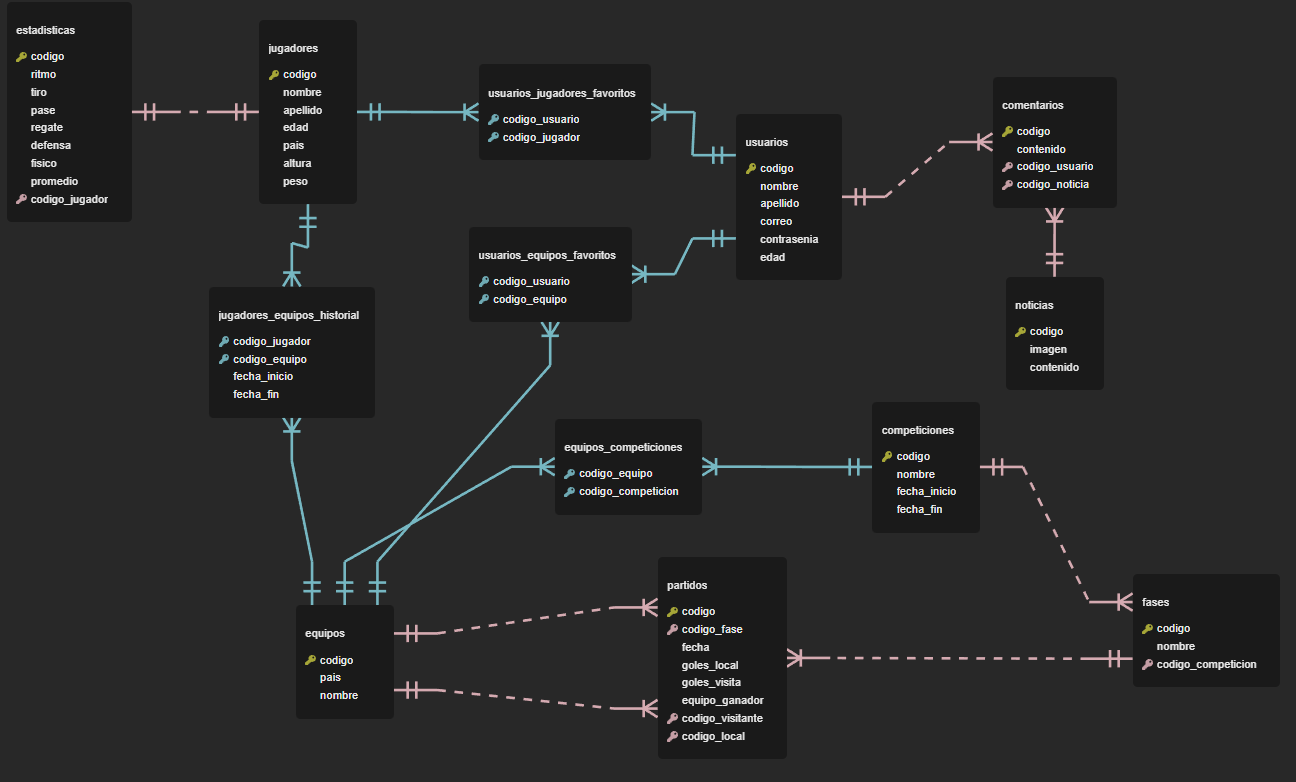 estadisticas
codigo
ritmo
tiro
pase
regate
defensa
fisico
promedio
codigo_jugador
jugadores
codigo
nombre
apellido
edad
pais
altura
peso
usuarios_jugadores_favoritos
codigo_usuario
codigo_jugador
usuarios
codigo
nombre
apellido
correo
contrasenia
edad
comentarios
codigo
contenido
codigo_usuario
codigo_noticia
usuarios_equipos_favoritos
codigo_usuario
codigo_equipo
jugadores_equipos_historial
codigo_jugador
codigo_equipo
fecha_inicio
fecha_fin
noticias
codigo
imagen
contenido
equipos_competiciones
codigo_equipo
codigo_competicion
competiciones
codigo
nombre
fecha_inicio
fecha_fin
equipos
codigo
pais
nombre
partidos
codigo
codigo_fase
fecha
goles_local
goles_visita
equipo_ganador
codigo_visitante
codigo_local
fases
codigo
nombre
codigo_competicion